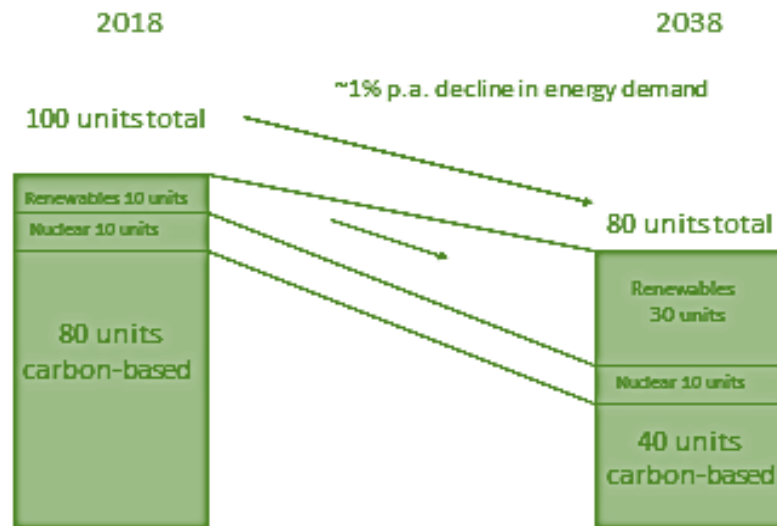 2018
2038
~1% p.a. decline in energy demand
100 units total
Renewables 10 units
Nuclear 10 units
80 units
carbon-based
80 units total
Renewables
30 units
Nuclear 10 units
40 units
carbon-based